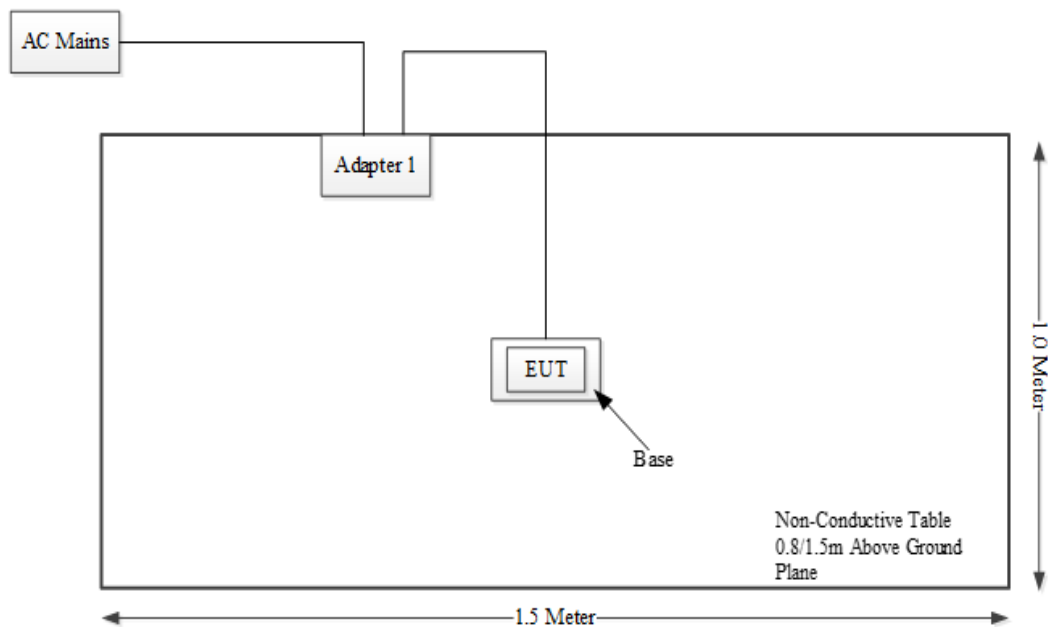 AC Mains
Adapter 1
EUT
Base
1.0 Meter
Non-Conductive Table
0.8/1.5m Above Ground
Plane
1.5 Meter